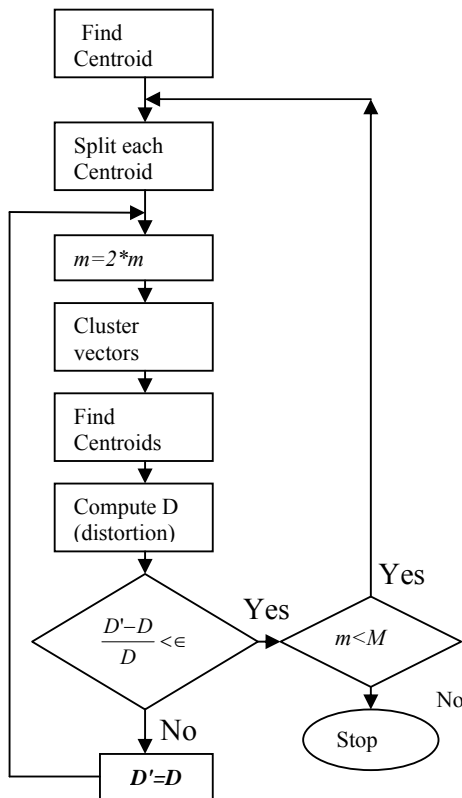 Find
Centroid
Split each
Centroid
m=2*m
Cluster
vectors
Find
Centroids
Compute D
(distortion)
D'−D
D
<∈
Yes
No
D'=D
Yes
m<M
No
Stop